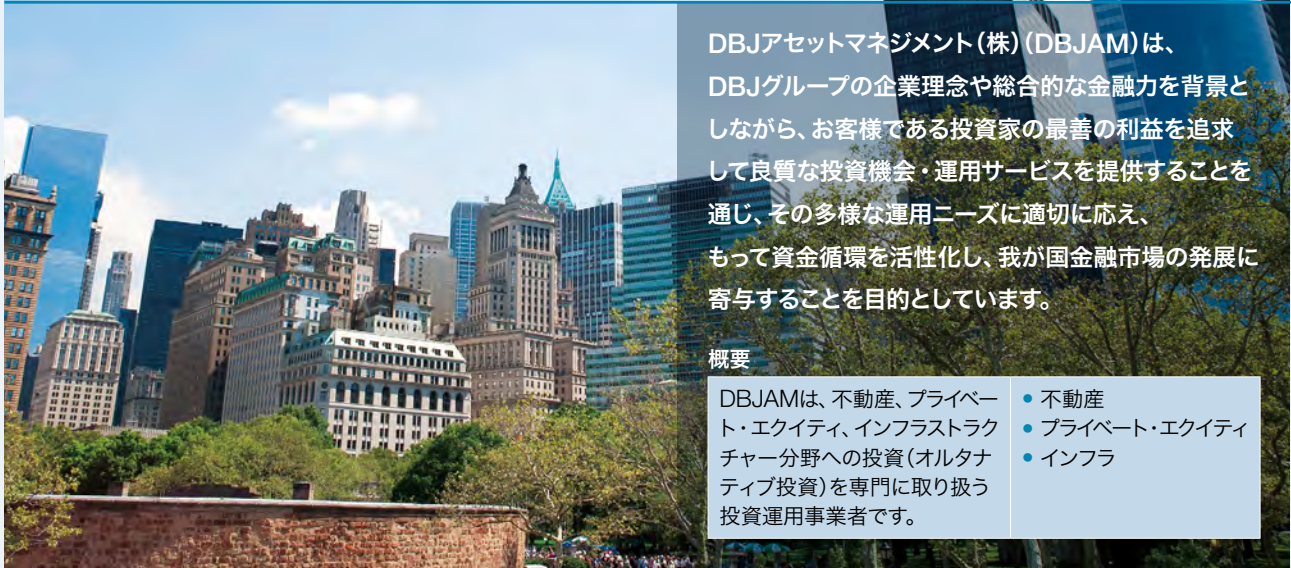 DBJアセットマネジメント(株)(DBJAM)は、
DBJグループの企業理念や総合的な金融力を背景と
しながら、お客様である投資家の最善の利益を追求
して良質な投資機会・運用サービスを提供することを
通じ、その多様な運用ニーズに適切に応え、
もって資金循環を活性化し、我が国金融市場の発展に
寄与することを目的としています。
概要
DBJAMは、不動産、プライベー
ト・エクイティ、インフラストラク
チャー分野への投資(オルタナ
ティブ投資)を専門に取り扱う
投資運用事業者です。
• 不動産
• プライベート・エクイティ
• インフラ